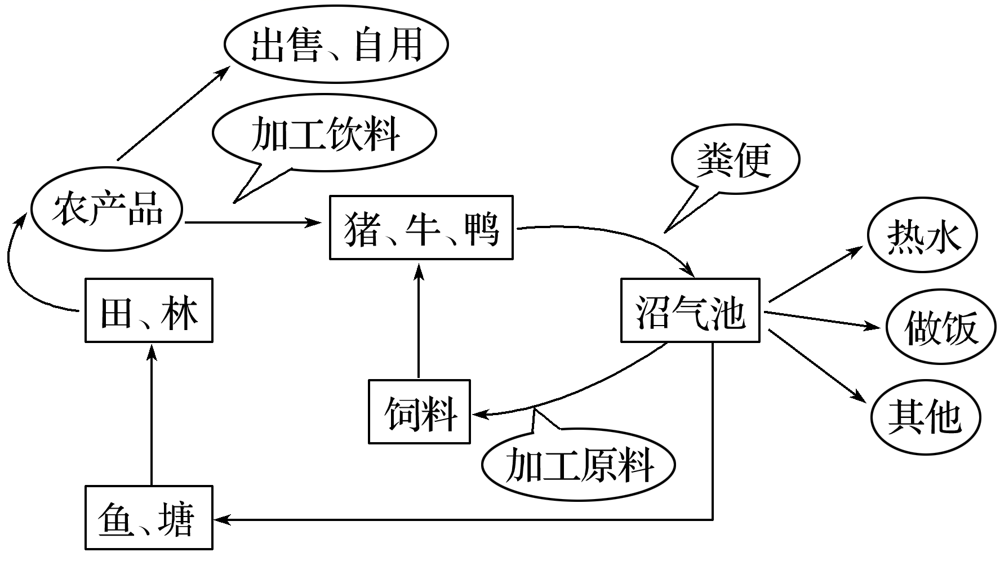 出售、自用
加工饮料
粪便
农产品
猪、牛、鸭
热水
田、林
沼气池
做饭
饲料
其他
加工原料
鱼、塘